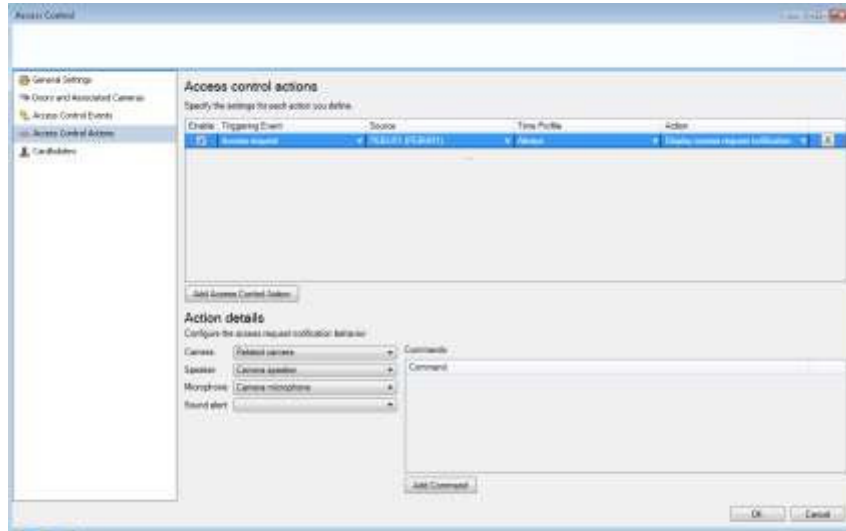 Access Control
General Settings
Doors and Associated Cameras
Access Control Events
Access Control Actions
Cardholders
Access control actions
Specify the settings for each action you define.
Enable Triggering Event Source Time Profile Action
Access request Always Display access request notification
Add Access Control Action
Action details
Configure the access request notification behavior
Camera: Related camera
Speaker: Camera speaker
Microphone: Camera microphone
Sound alert:
Commands:
Command
Add Command
OK Cancel